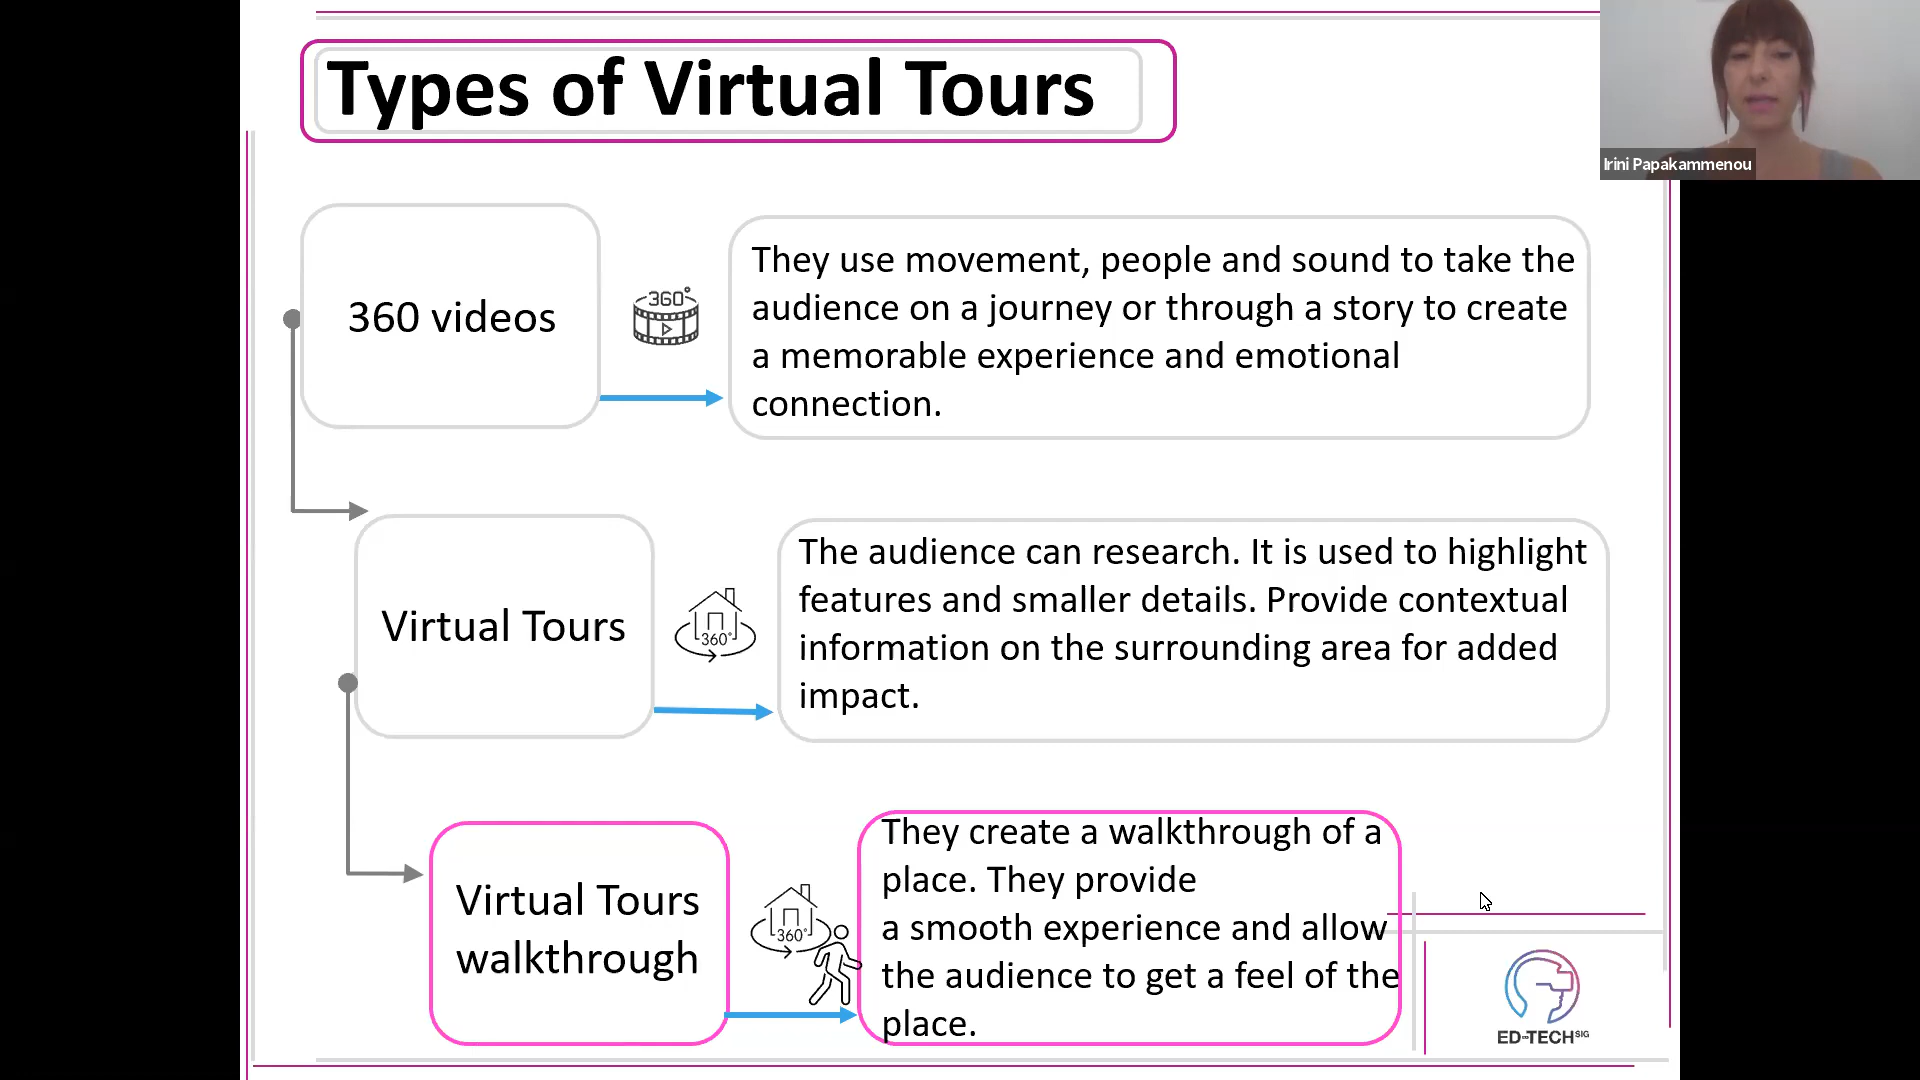 Types of Virtual Tours
Irini Papakammenou
360 videos
360°
They use movement, people and sound to take the
audience on a journey or through a story to create
a memorable experience and emotional
connection.
Virtual Tours
360°
The audience can research. It is used to highlight
features and smaller details. Provide contextual
information on the surrounding area for added
impact.
Virtual Tours
walkthrough
360°
They create a walkthrough of a
place. They provide
a smooth experience and allow
the audience to get a feel of the
place.
ED-TECH SIG